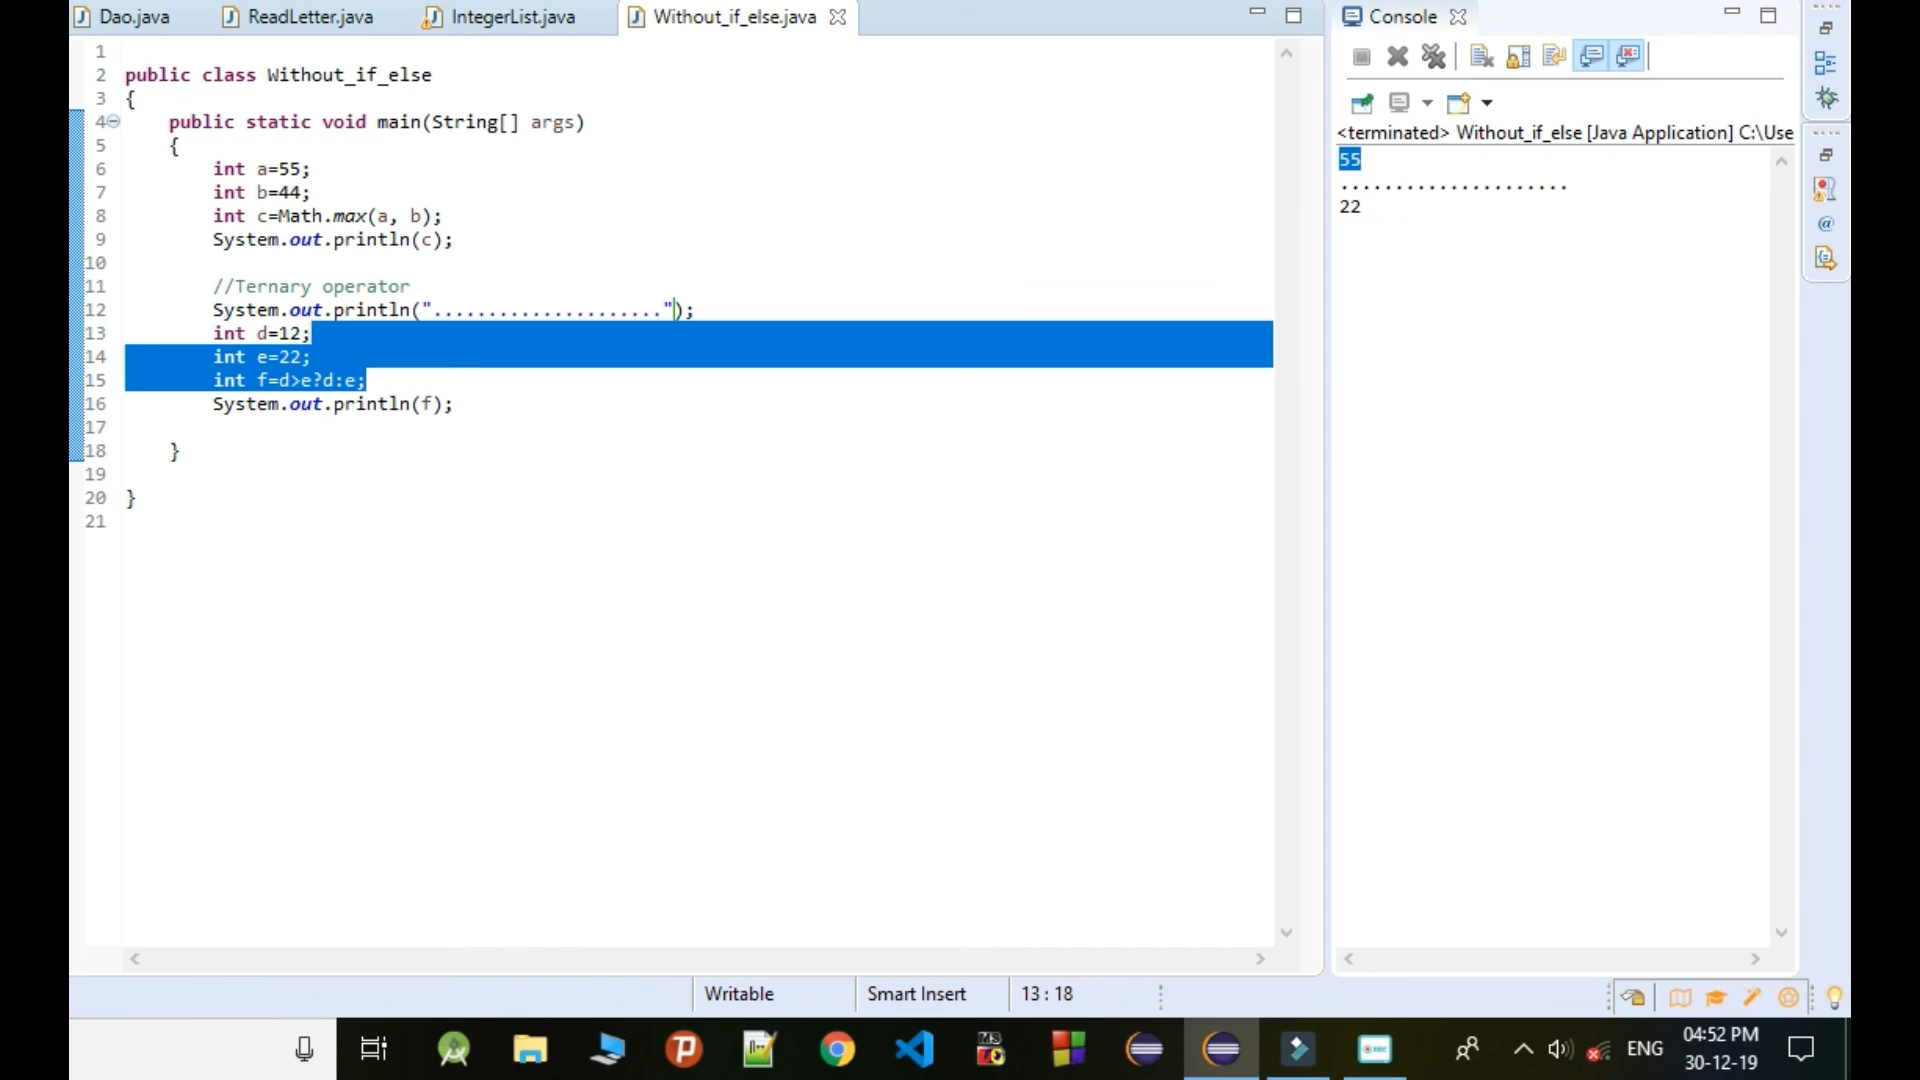 Dao.java ReadLetter.java IntegerList.java Without_if_else.java Console
1
2 public class Without_if_else
3 {
4 public static void main(String[] args)
5 {
6 int a=55;
7 int b=44;
8 int c=Math.max(a, b);
9 System.out.println(c);
10
11 //Ternary operator
12 System.out.println(".....................");
13 int d=12;
14 int e=22;
15 int f=d>e?d:e;
16 System.out.println(f);
17
18 }
19
20 }
21
<terminated> Without_if_else [Java Application] C:\Use
55
.....................
22
Writable Smart Insert 13 : 18
ENG 04:52 PM
30-12-19